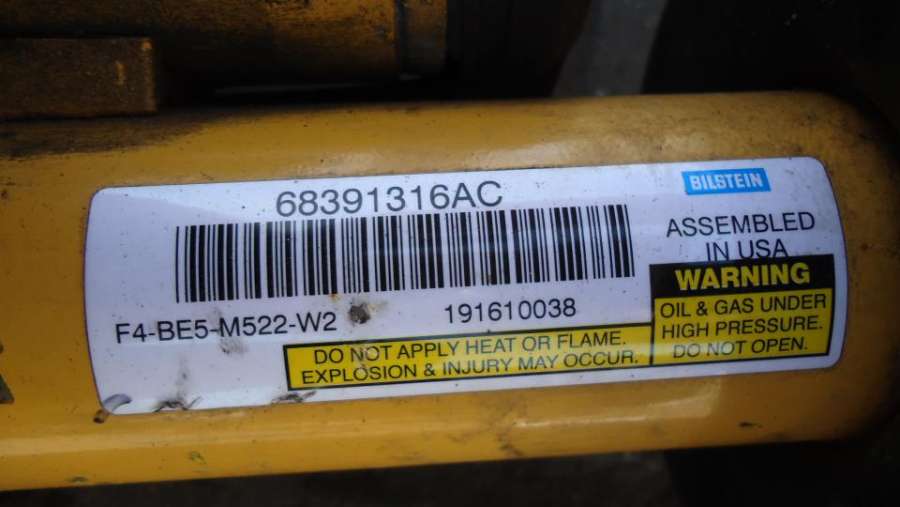 68391316AC
BILSTEIN
ASSEMBLED
IN USA
F4-BE5-M522-W2
191610038
WARNING
OIL & GAS UNDER
HIGH PRESSURE.
DO NOT OPEN.
DO NOT APPLY HEAT OR FLAME.
EXPLOSION & INJURY MAY OCCUR.